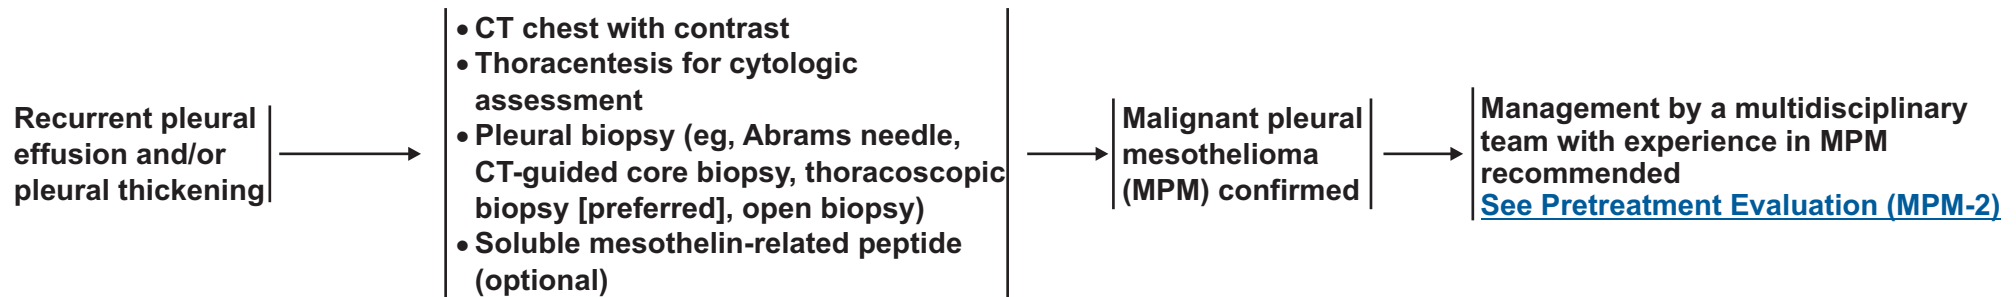 Recurrent pleural
effusion and/or
pleural thickening
• CT chest with contrast
• Thoracentesis for cytologic
assessment
• Pleural biopsy (eg, Abrams needle,
CT-guided core biopsy, thoracoscopic
biopsy [preferred], open biopsy)
• Soluble mesothelin-related peptide
(optional)
Malignant pleural
mesothelioma
(MPM) confirmed
Management by a multidisciplinary
team with experience in MPM
recommended
See Pretreatment Evaluation (MPM-2)